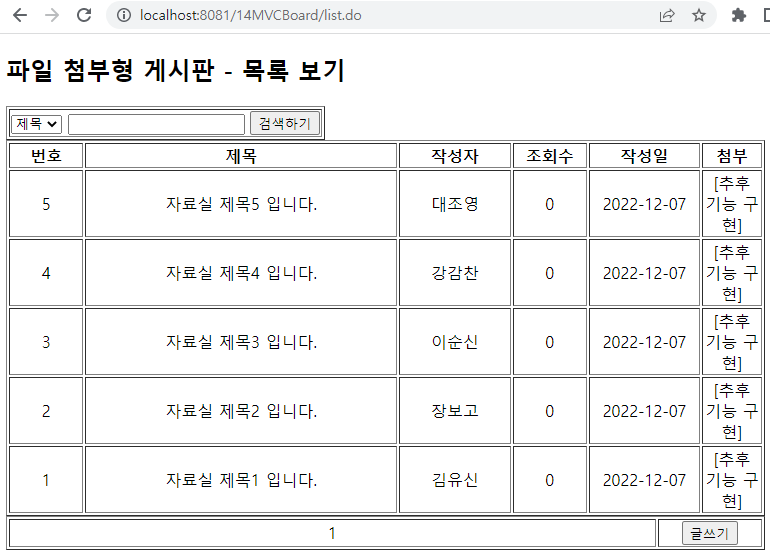 localhost:8081/14MVCBoard/list.do
파일 첨부형 게시판 - 목록 보기
제목 검색하기
번호 제목 작성자 조회수 작성일 첨부
5 자료실 제목5 입니다. 대조영 0 2022-12-07 [추후
기능 구
현]
4 자료실 제목4 입니다. 강감찬 0 2022-12-07 [추후
기능 구
현]
3 자료실 제목3 입니다. 이순신 0 2022-12-07 [추후
기능 구
현]
2 자료실 제목2 입니다. 장보고 0 2022-12-07 [추후
기능 구
현]
1 자료실 제목1 입니다. 김유신 0 2022-12-07 [추후
기능 구
현]
1 글쓰기